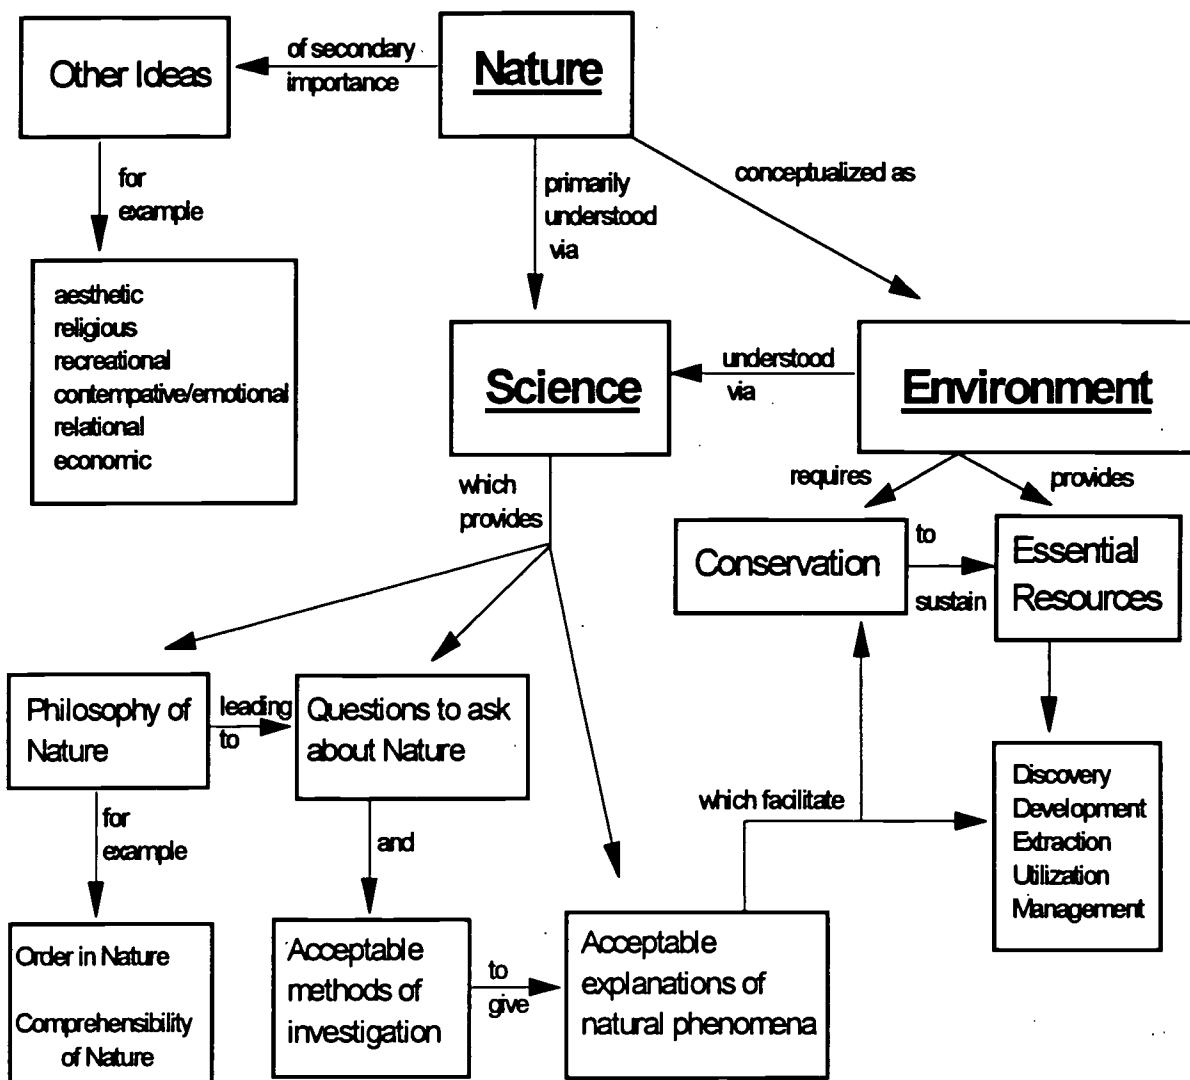 Other Ideas
of secondary
importance
Nature
for
example
primarily
understood
via
conceptualized as
aesthetic
religious
recreational
contempative/emotional
relational
economic
Science
understood
via
Environment
which
provides
requires
provides
Conservation
to
sustain
Essential
Resources
Philosophy of
Nature
leading
to
Questions to ask
about Nature
Discovery
Development
Extraction
Utilization
Management
for
example
and
which facilitate
Order in Nature
Comprehensibility
of Nature
Acceptable
methods of
investigation
to
give
Acceptable
explanations of
natural phenomena